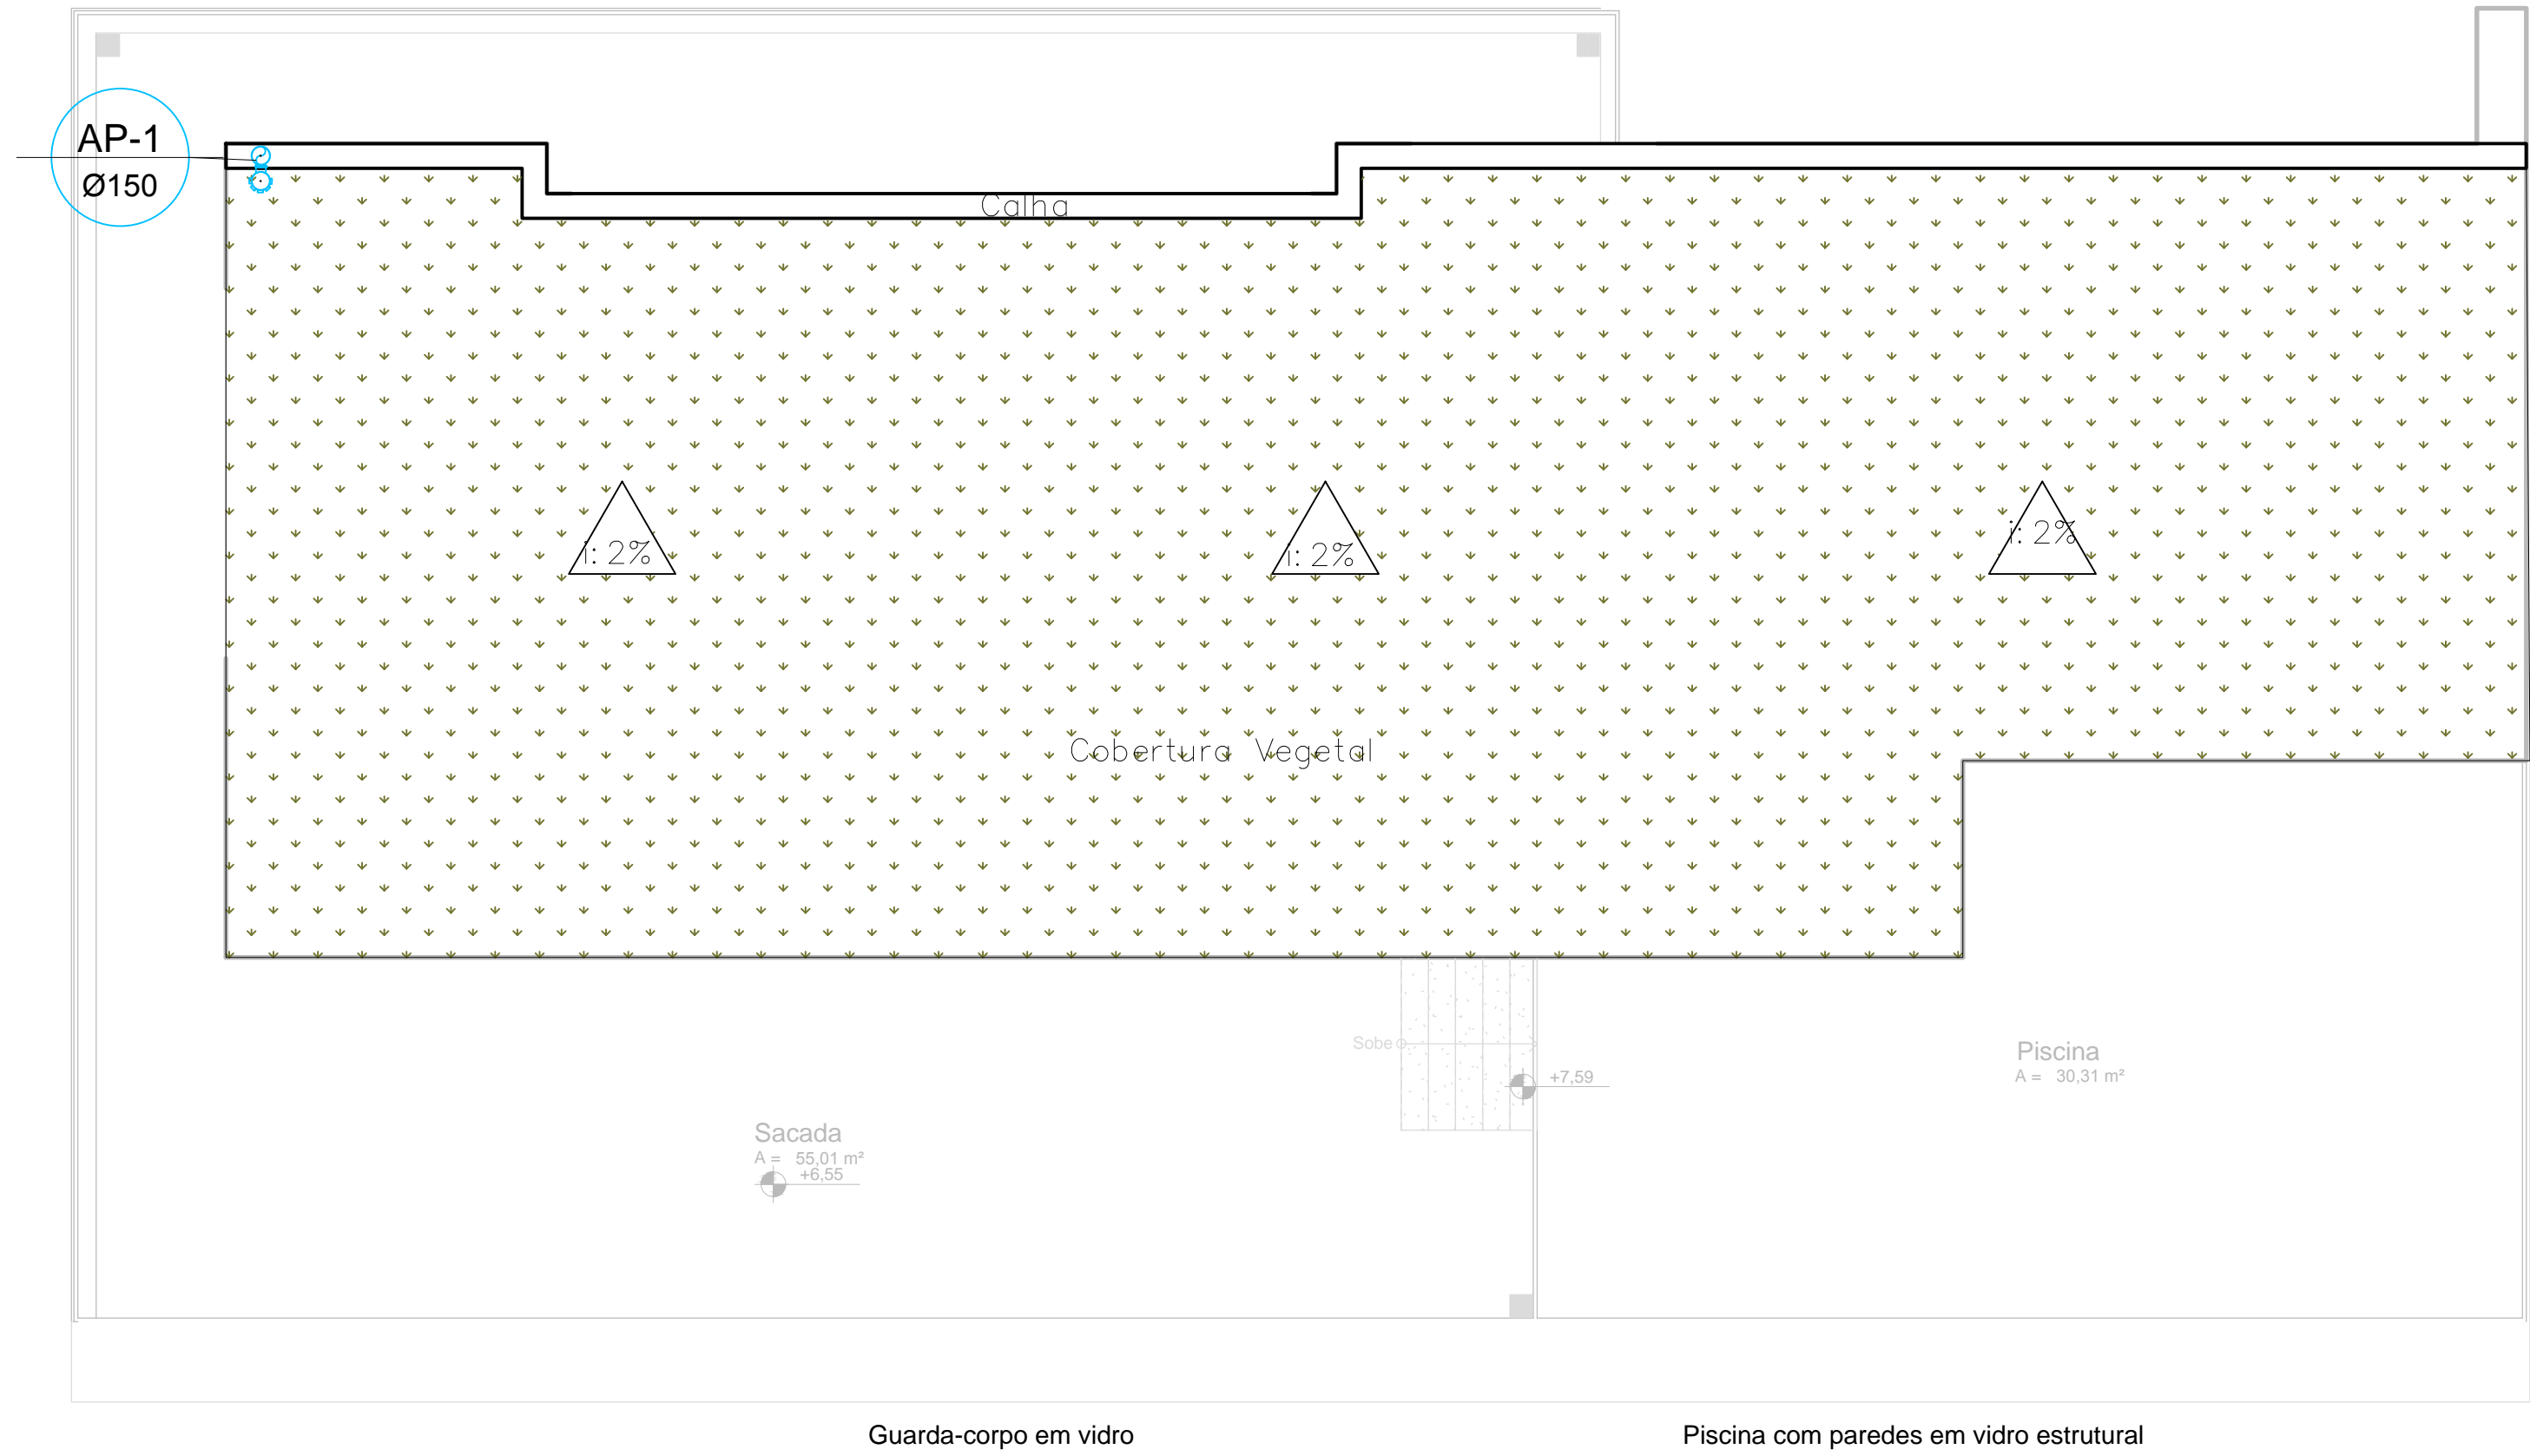 AP-1
Ø150
Calha
i: 2%
i: 2%
i: 2%
Cobertura Vegetal
Sobe
+7,59
Piscina
A = 30,31 m²
Sacada
A = 55,01 m²
+6,55
Guarda-corpo em vidro
Piscina com paredes em vidro estrutural